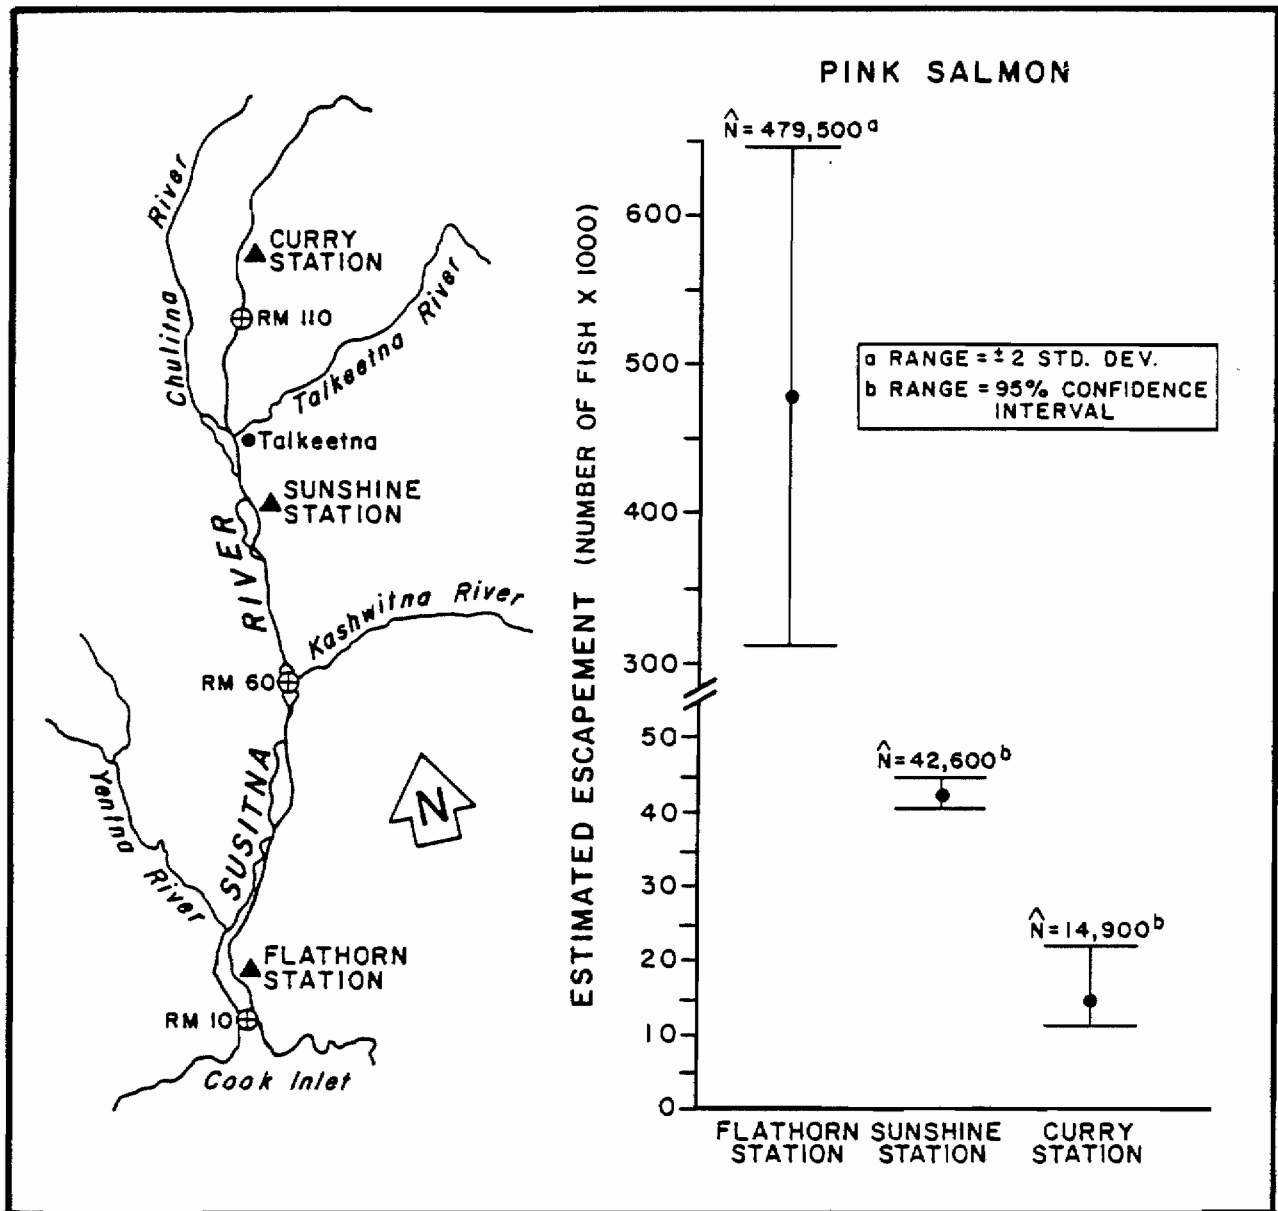 PINK SALMON
N̂ = 479,500 a
ESTIMATED ESCAPEMENT (NUMBER OF FISH X 1000)
600
500
400
300
50
40
30
20
10
0
a RANGE = ± 2 STD. DEV.
b RANGE = 95% CONFIDENCE
INTERVAL
N̂ = 42,600 b
N̂ = 14,900 b
FLATHORN
STATION
SUNSHINE
STATION
CURRY
STATION
Chulitna River
CURRY
STATION
RM 110
Talkeetna River
Talkeetna
SUNSHINE
STATION
SUSITNA RIVER
Kashwitna River
RM 60
N
Yentna River
FLATHORN
STATION
RM 10
Cook Inlet